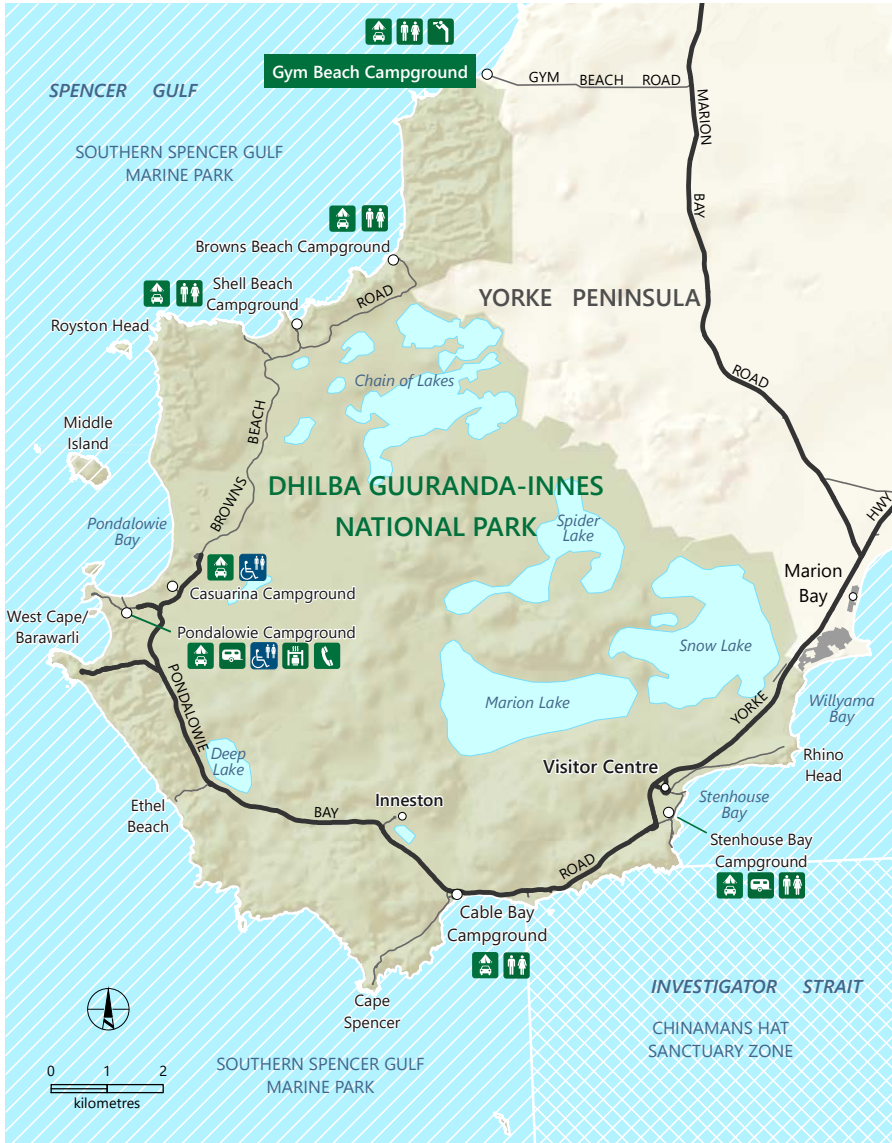 Gym Beach Campground
GYM BEACH ROAD
SPENCER GULF
MARION BAY ROAD
SOUTHERN SPENCER GULF
MARINE PARK
Browns Beach Campground
Shell Beach
Campground
ROAD
YORKE PENINSULA
Royston Head
Chain of Lakes
BROWNS BEACH
Middle
Island
DHILBA GUURANDA-INNES
NATIONAL PARK
HWY
Pondalowie
Bay
Spider
Lake
Marion
Bay
Casuarina Campground
West Cape/
Barawarli
Pondalowie Campground
Snow Lake
PONDALOWIE
Marion Lake
YORKE
Willyama
Bay
Deep
Lake
Visitor Centre
Rhino
Head
Ethel
Beach
BAY
Inneston
Stenhouse
Bay
Stenhouse Bay
Campground
ROAD
Cable Bay
Campground
INVESTIGATOR STRAIT
Cape
Spencer
CHINAMANS HAT
SANCTUARY ZONE
SOUTHERN SPENCER GULF
MARINE PARK
0 1 2
kilometres